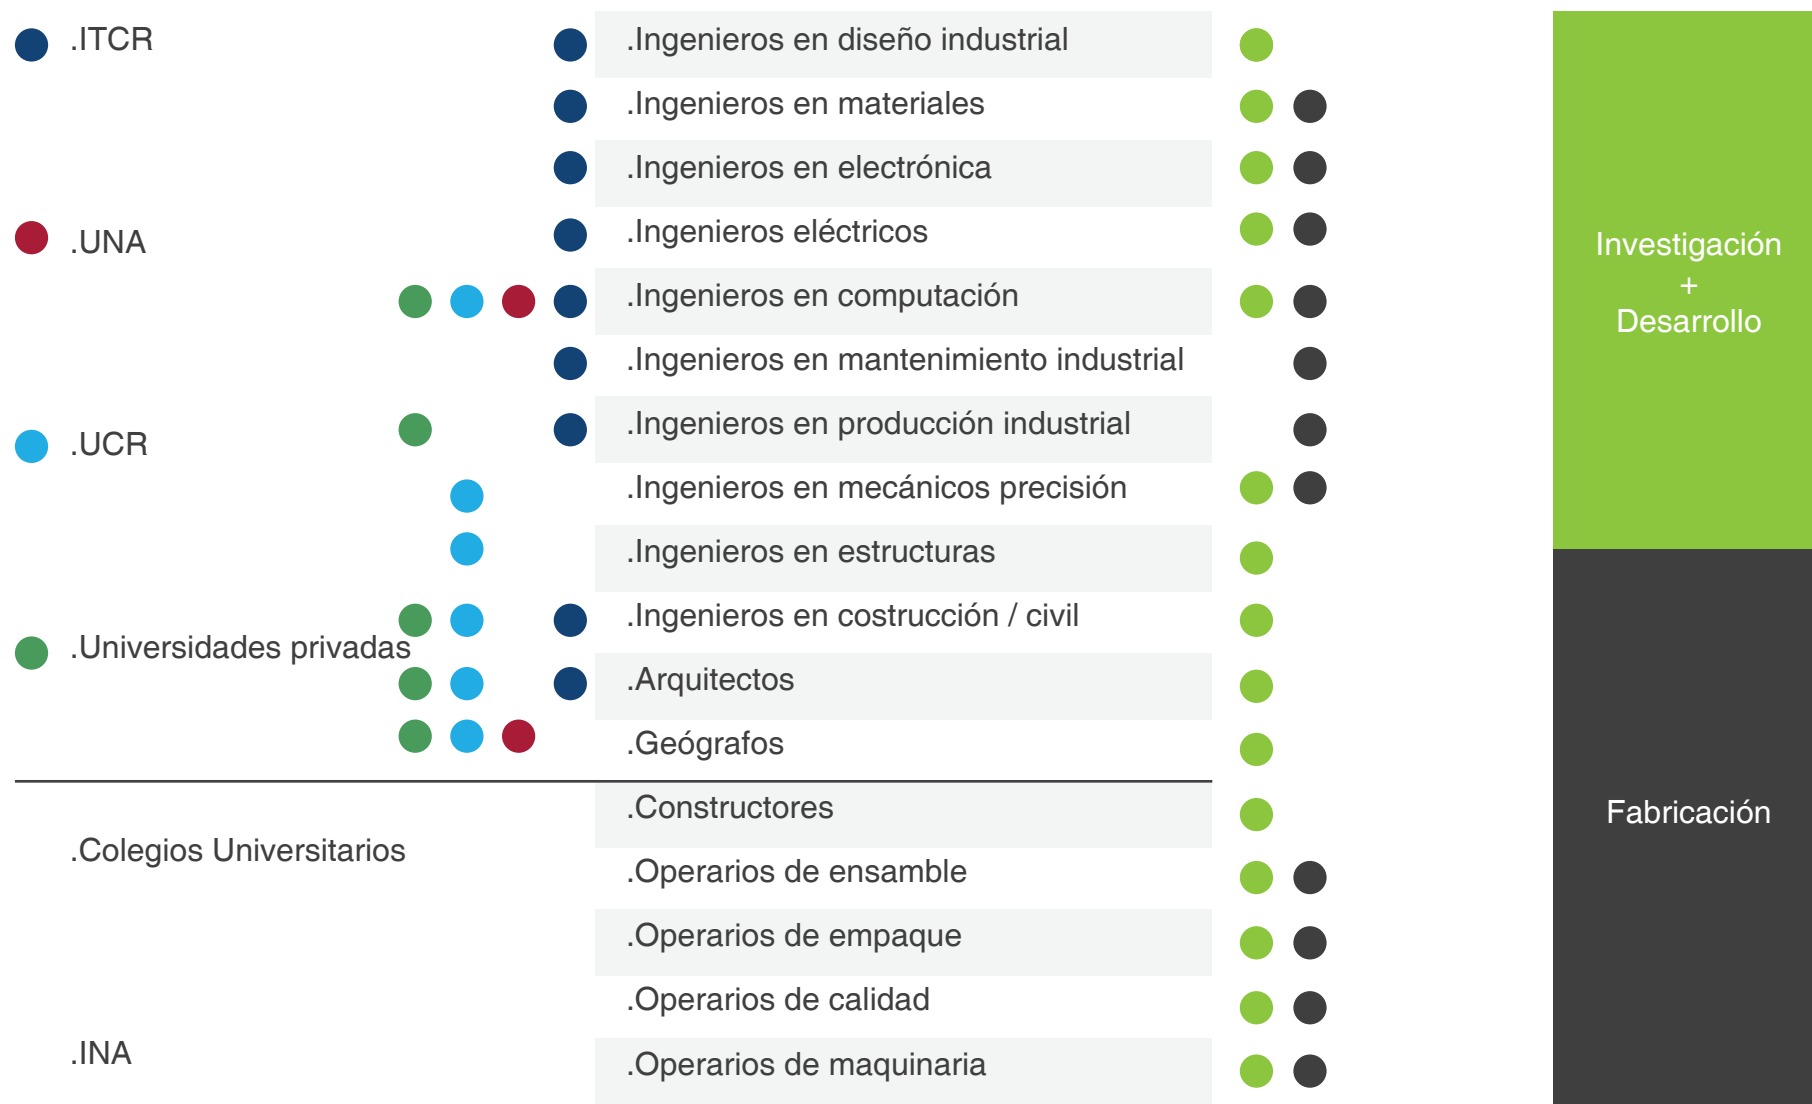 .ITCR
.UNA
.UCR
.Universidades privadas
.Colegios Universitarios
.INA
.Ingenieros en diseño industrial
.Ingenieros en materiales
.Ingenieros en electrónica
.Ingenieros eléctricos
.Ingenieros en computación
.Ingenieros en mantenimiento industrial
.Ingenieros en producción industrial
.Ingenieros en mecánicos precisión
.Ingenieros en estructuras
.Ingenieros en costrucción / civil
.Arquitectos
.Geógrafos
.Constructores
.Operarios de ensamble
.Operarios de empaque
.Operarios de calidad
.Operarios de maquinaria
Investigación
+
Desarrollo
Fabricación